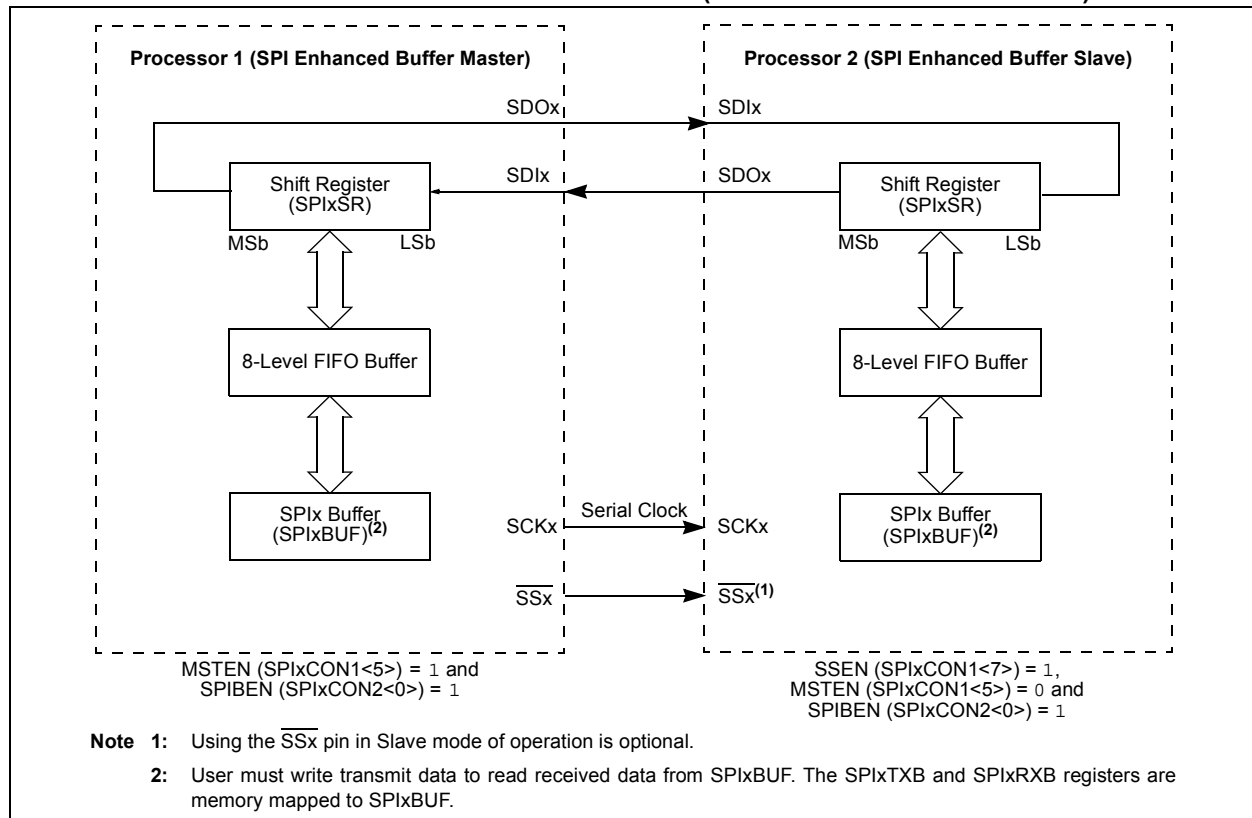 Processor 1 (SPI Enhanced Buffer Master)
Processor 2 (SPI Enhanced Buffer Slave)
SDOx
SDIx
Shift Register
(SPIxSR)
SDIx
SDOx
Shift Register
(SPIxSR)
MSb
LSb
MSb
LSb
8-Level FIFO Buffer
8-Level FIFO Buffer
SPIx Buffer
(SPIxBUF)(2)
SCKx
Serial Clock
SCKx
SPIx Buffer
(SPIxBUF)(2)
SSx
SSx(1)
MSTEN (SPIxCON1<5>) = 1 and
SPIBEN (SPIxCON2<0>) = 1
SSEN (SPIxCON1<7>) = 1,
MSTEN (SPIxCON1<5>) = 0 and
SPIBEN (SPIxCON2<0>) = 1
Note 1: Using the SSx pin in Slave mode of operation is optional.
2: User must write transmit data to read received data from SPIxBUF. The SPIxTXB and SPIxRXB registers are
memory mapped to SPIxBUF.